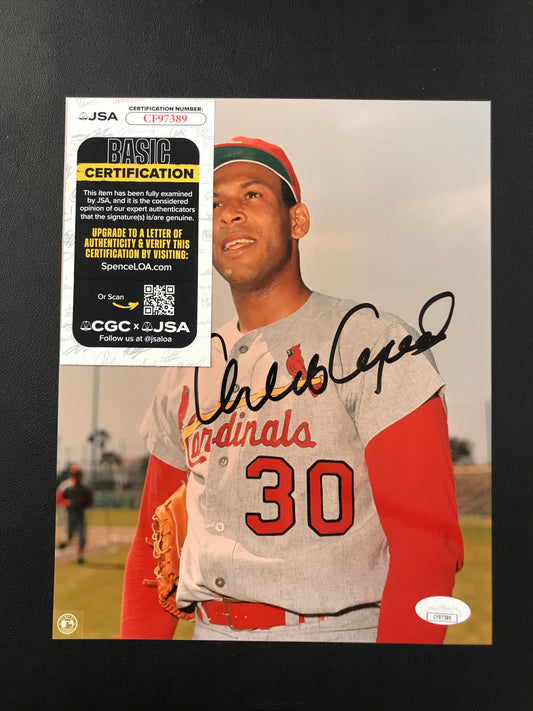 JSA
CERTIFICATION NUMBER:
CF97389
BASIC
CERTIFICATION
This item has been fully examined
by JSA, and it is the considered
opinion of our expert authenticators
that the signature(s) is/are genuine.
UPGRADE TO A LETTER OF
AUTHENTICITY & VERIFY THIS
CERTIFICATION BY VISITING:
SpenceLOA.com
Or Scan
CGC x JSA
Follow us at @jsaloa
Orlando Cepeda
Cardinals
30
CF97389